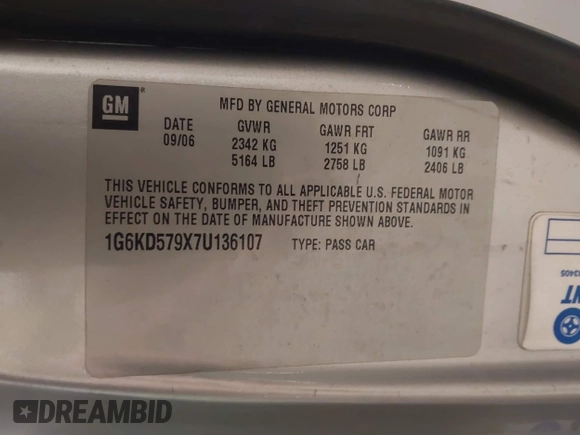 GM
®
MFD BY GENERAL MOTORS CORP
DATE GVWR GAWR FRT GAWR RR
09/06 2342 KG 1251 KG 1091 KG
5164 LB 2758 LB 2406 LB
THIS VEHICLE CONFORMS TO ALL APPLICABLE U.S. FEDERAL MOTOR
VEHICLE SAFETY, BUMPER, AND THEFT PREVENTION STANDARDS IN
EFFECT ON THE DATE OF MANUFACTURE SHOWN ABOVE.
1G6KD579X7U136107 TYPE: PASS CAR
3405
NT
DREAMBID